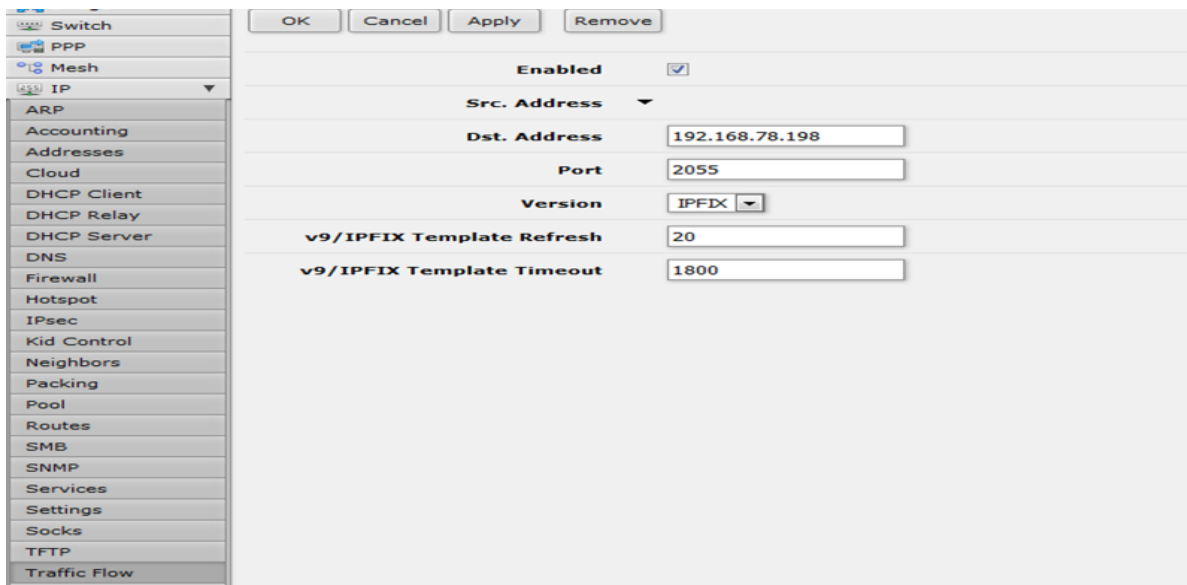 Switch
PPP
Mesh
IP
ARP
Accounting
Addresses
Cloud
DHCP Client
DHCP Relay
DHCP Server
DNS
Firewall
Hotspot
IPsec
Kid Control
Neighbors
Packing
Pool
Routes
SMB
SNMP
Services
Settings
Socks
TFTP
Traffic Flow
OK Cancel Apply Remove
Enabled
Src. Address
Dst. Address 192.168.78.198
Port 2055
Version IPFIX
v9/IPFIX Template Refresh 20
v9/IPFIX Template Timeout 1800